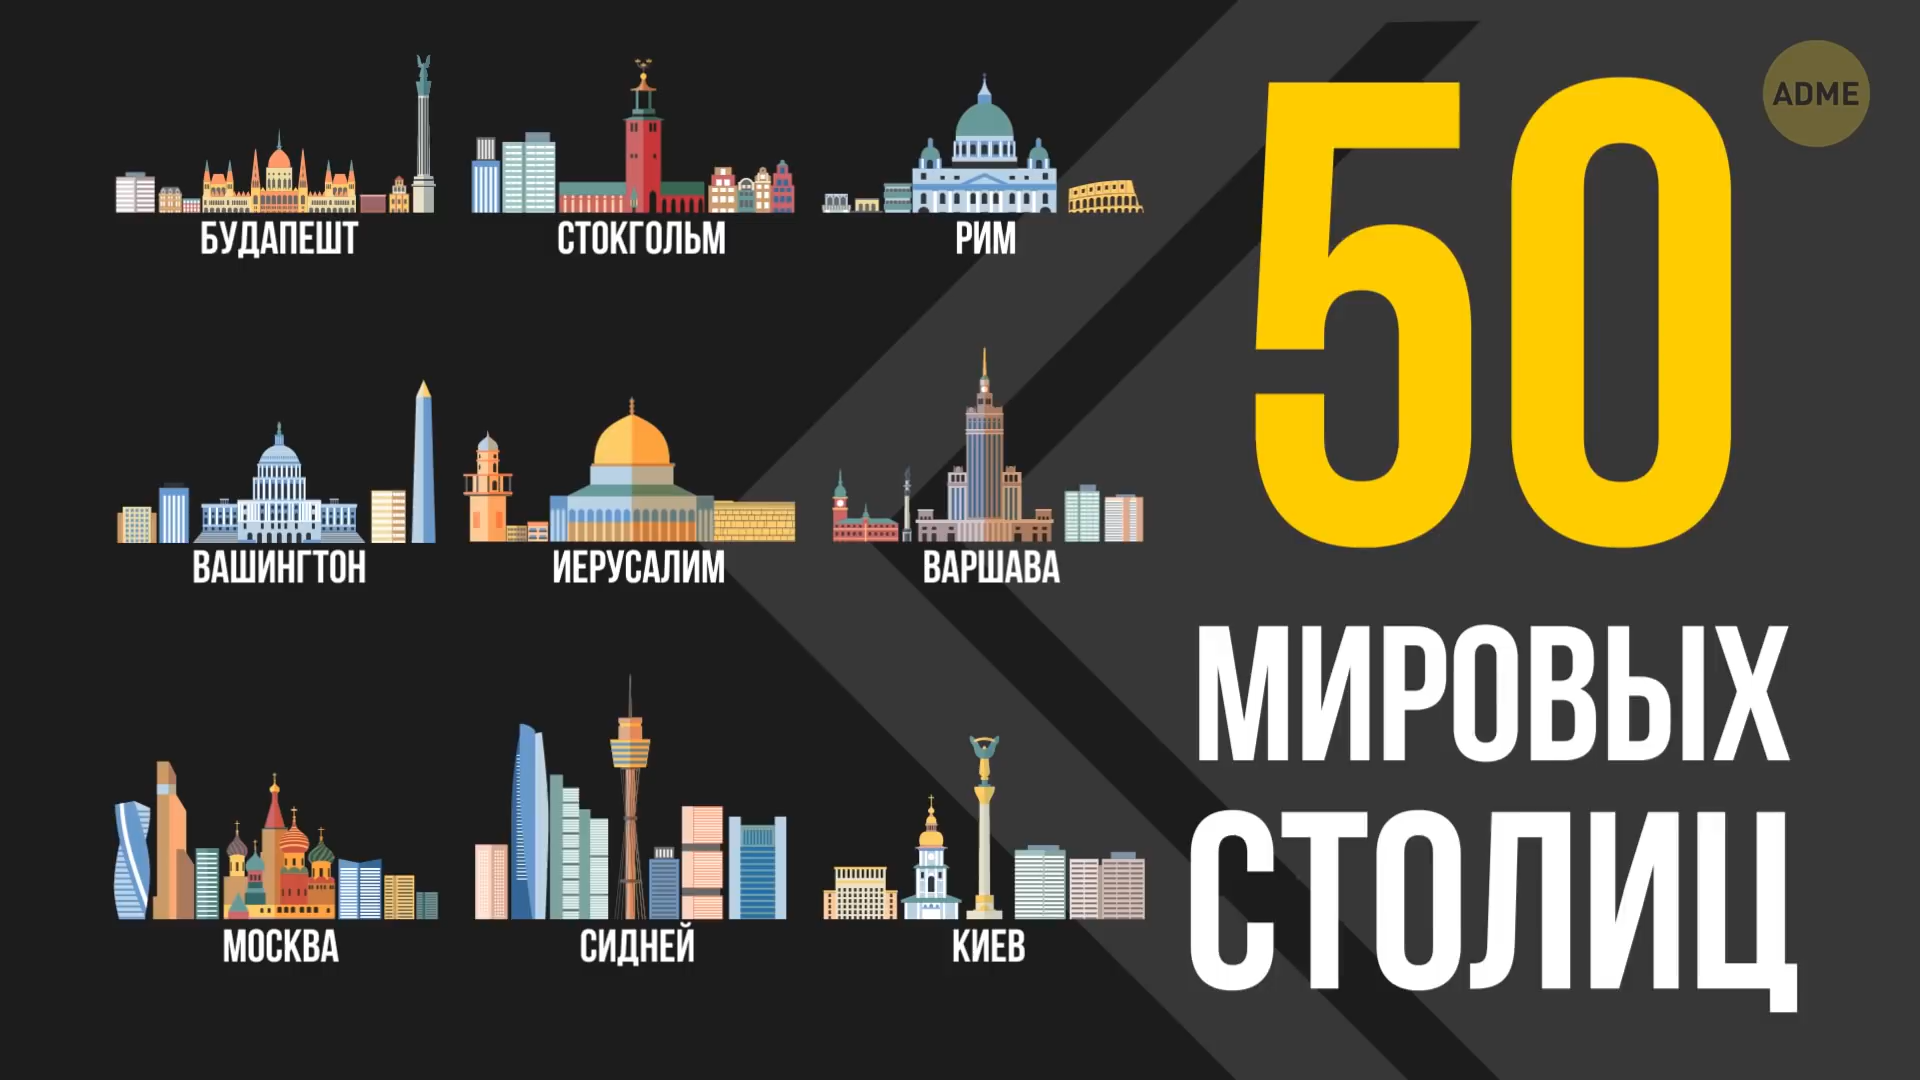 БУДАПЕШТ
СТОКГОЛЬМ
РИМ
ВАШИНГТОН
ИЕРУСАЛИМ
ВАРШАВА
МОСКВА
СИДНЕЙ
КИЕВ
ADME
50
МИРОВЫХ
СТОЛИЦ